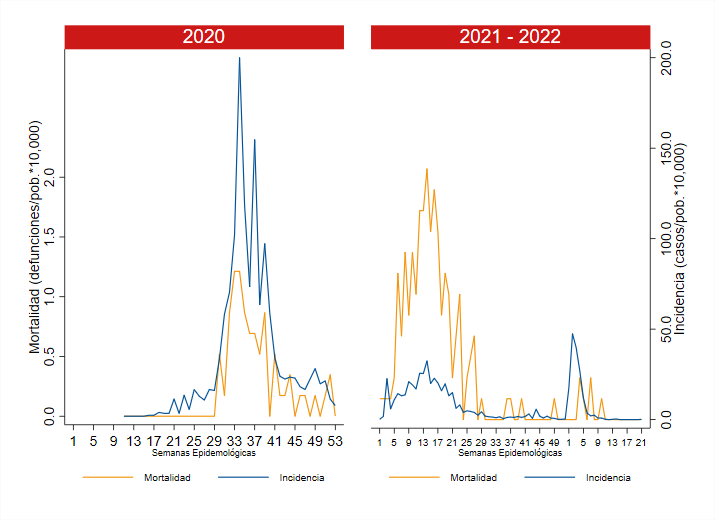 2020
2021 - 2022
Mortalidad (defunciones/pob.*10,000)
0.0 0.5 1.0 1.5 2.0
1 5 9 13 17 21 25 29 33 37 41 45 49 53
Semanas Epidemológicas
Mortalidad Incidencia
1 5 9 13 17 21 25 29 33 37 41 45 49 1 5 9 13 17 21
Semanas Epidemológicas
Mortalidad Incidencia
0.0 50.0 100.0 150.0 200.0
Incidencia (casos/pob.*10,000)